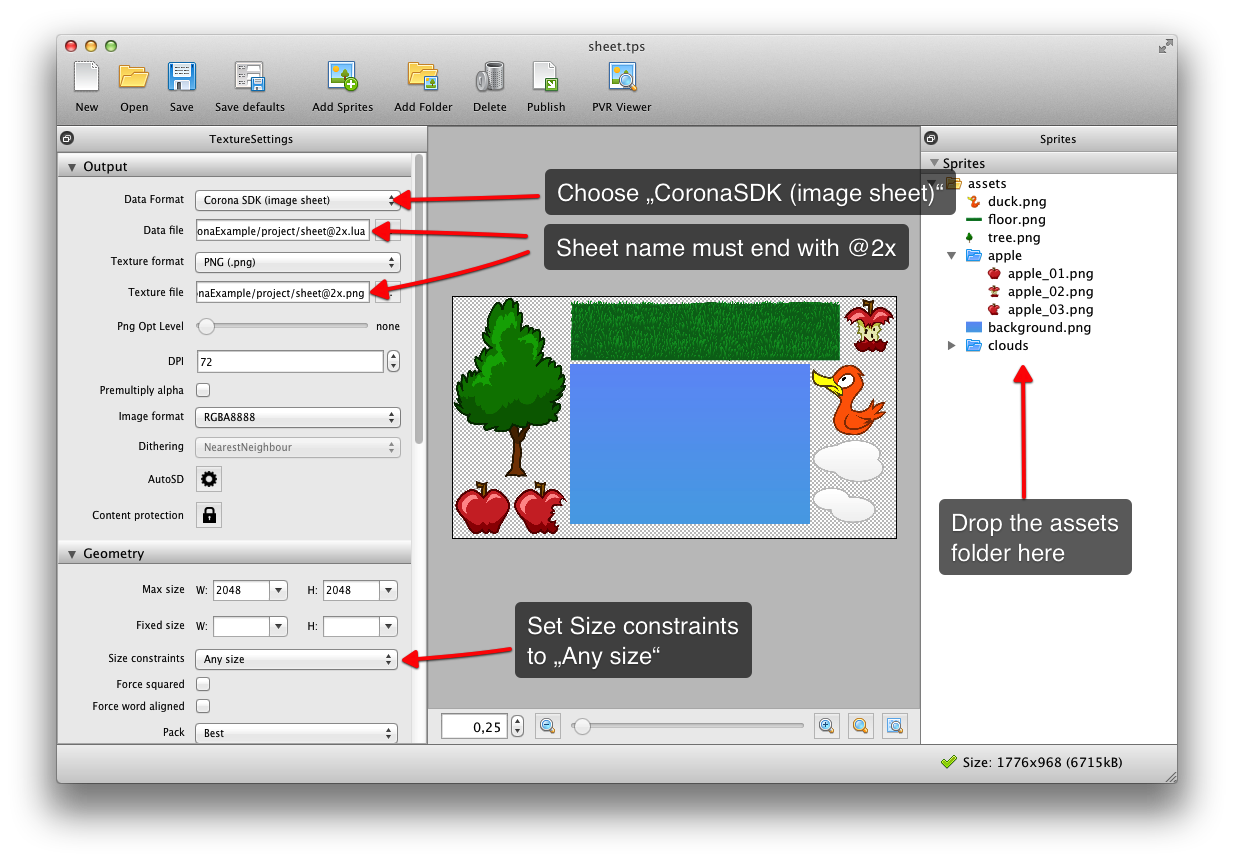 sheet.tps
New Open Save Save defaults Add Sprites Add Folder Delete Publish PVR Viewer
TextureSettings
Output
Data Format Corona SDK (image sheet)
Data file onaExample/project/sheet@2x.lua
Texture format PNG (.png)
Texture file onaExample/project/sheet@2x.png
Png Opt Level none
DPI 72
Premultiply alpha
Image format RGBA8888
Dithering NearestNeighbour
AutoSD
Content protection
Geometry
Max size W: 2048 H: 2048
Fixed size W: H:
Size constraints Any size
Force squared
Force word aligned
Pack Best
Choose „CoronaSDK (image sheet)“
Sheet name must end with @2x
Set Size constraints
to „Any size“
0,25
Sprites
Sprites
assets
duck.png
floor.png
tree.png
apple
apple_01.png
apple_02.png
apple_03.png
background.png
clouds
Drop the assets
folder here
Size: 1776x968 (6715kB)